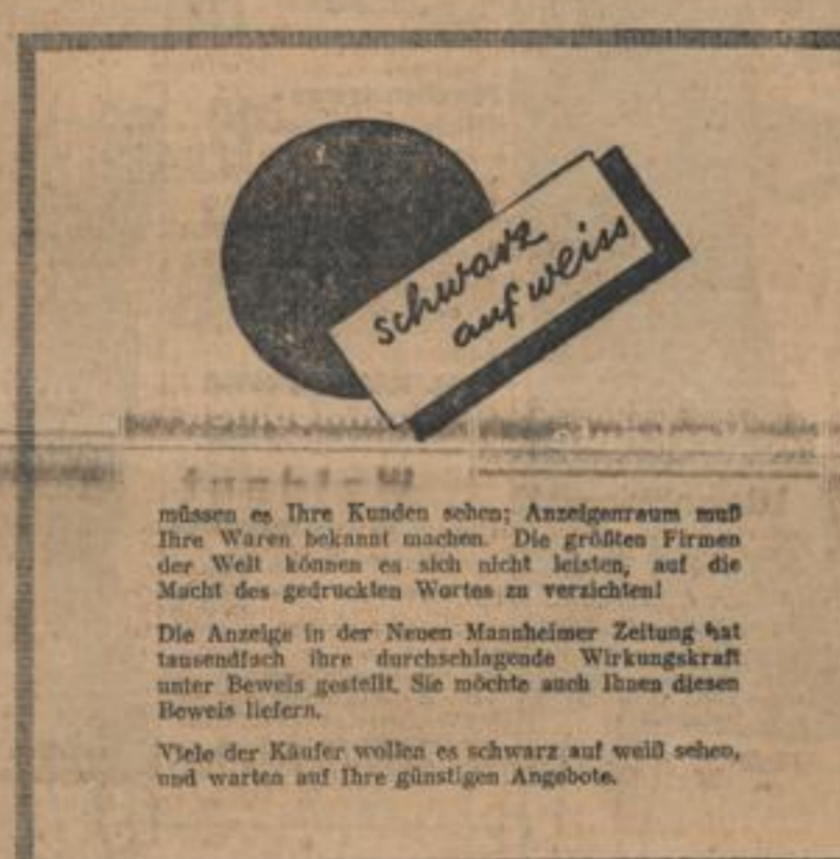 schwarz
auf weiss
müssen es Ihre Kunden sehen; Anzeigenraum muß
Ihre Waren bekannt machen. Die größten Firmen
der Welt können es sich nicht leisten, auf die
Macht des gedruckten Wortes zu verzichten!
Die Anzeige in der Neuen Mannheimer Zeitung hat
tausendfach ihre durchschlagende Wirkungskraft
unter Beweis gestellt. Sie möchte auch Ihnen diesen
Beweis liefern.
Viele der Käufer wollen es schwarz auf weiß sehen,
und warten auf Ihre günstigen Angebote.